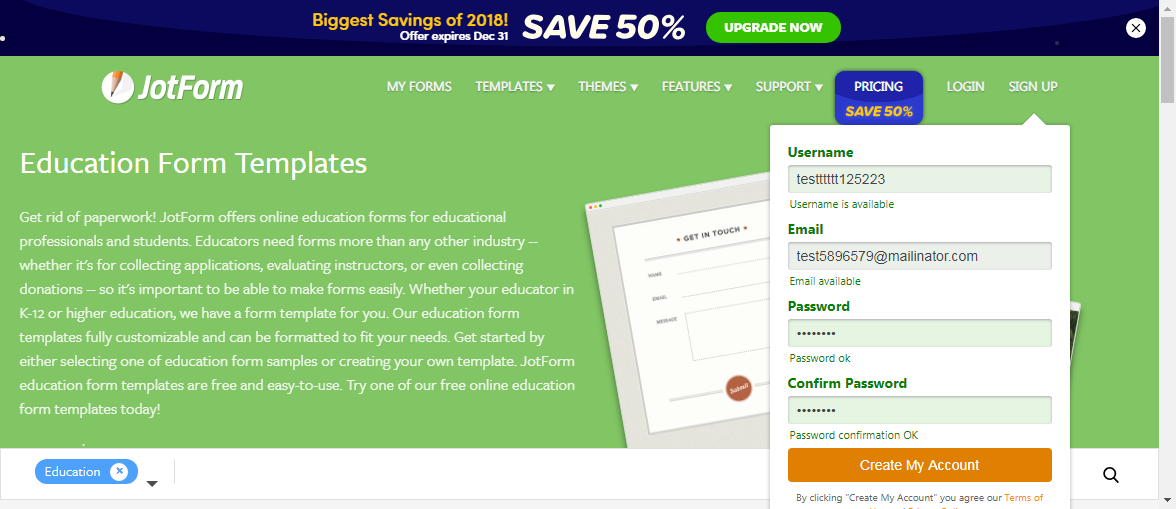 Biggest Savings of 2018!
Offer expires Dec 31
SAVE 50%
UPGRADE NOW
JotForm
MY FORMS TEMPLATES THEMES FEATURES SUPPORT PRICING LOGIN SIGN UP
SAVE 50%
Education Form Templates
Get rid of paperwork! JotForm offers online education forms for educational
professionals and students. Educators need forms more than any other industry --
whether it's for collecting applications, evaluating instructors, or even collecting
donations -- so it's important to be able to make forms easily. Whether your educator in
K-12 or higher education, we have a form template for you. Our education form
templates fully customizable and can be formatted to fit your needs. Get started by
either selecting one of education form samples or creating your own template. JotForm
education form templates are free and easy-to-use. Try one of our free online education
form templates today!
GET IN TOUCH
NAME
EMAIL
MESSAGE
Submit
Username
testttttt125223
Username is available
Email
test5896579@mailinator.com
Email available
Password
••••••••
Password ok
Confirm Password
••••••••
Password confirmation OK
Create My Account
By clicking "Create My Account" you agree our Terms of
Education